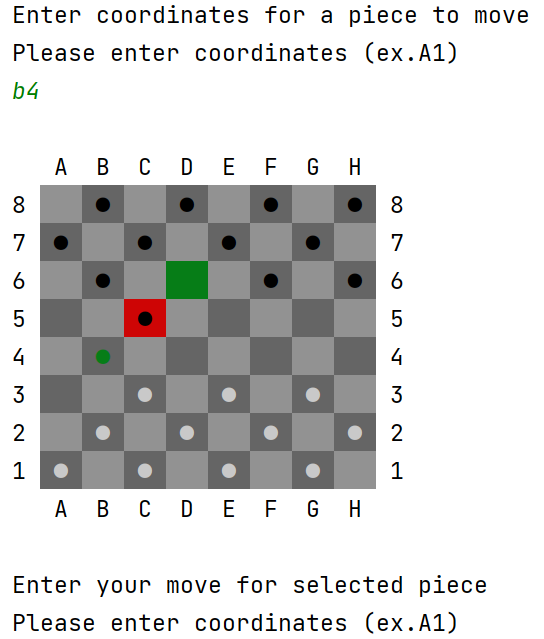 Enter coordinates for a piece to move
Please enter coordinates (ex.A1)
b4
A B C D E F G H
8 8
7 7
6 6
5 5
4 4
3 3
2 2
1 1
A B C D E F G H
Enter your move for selected piece
Please enter coordinates (ex.A1)